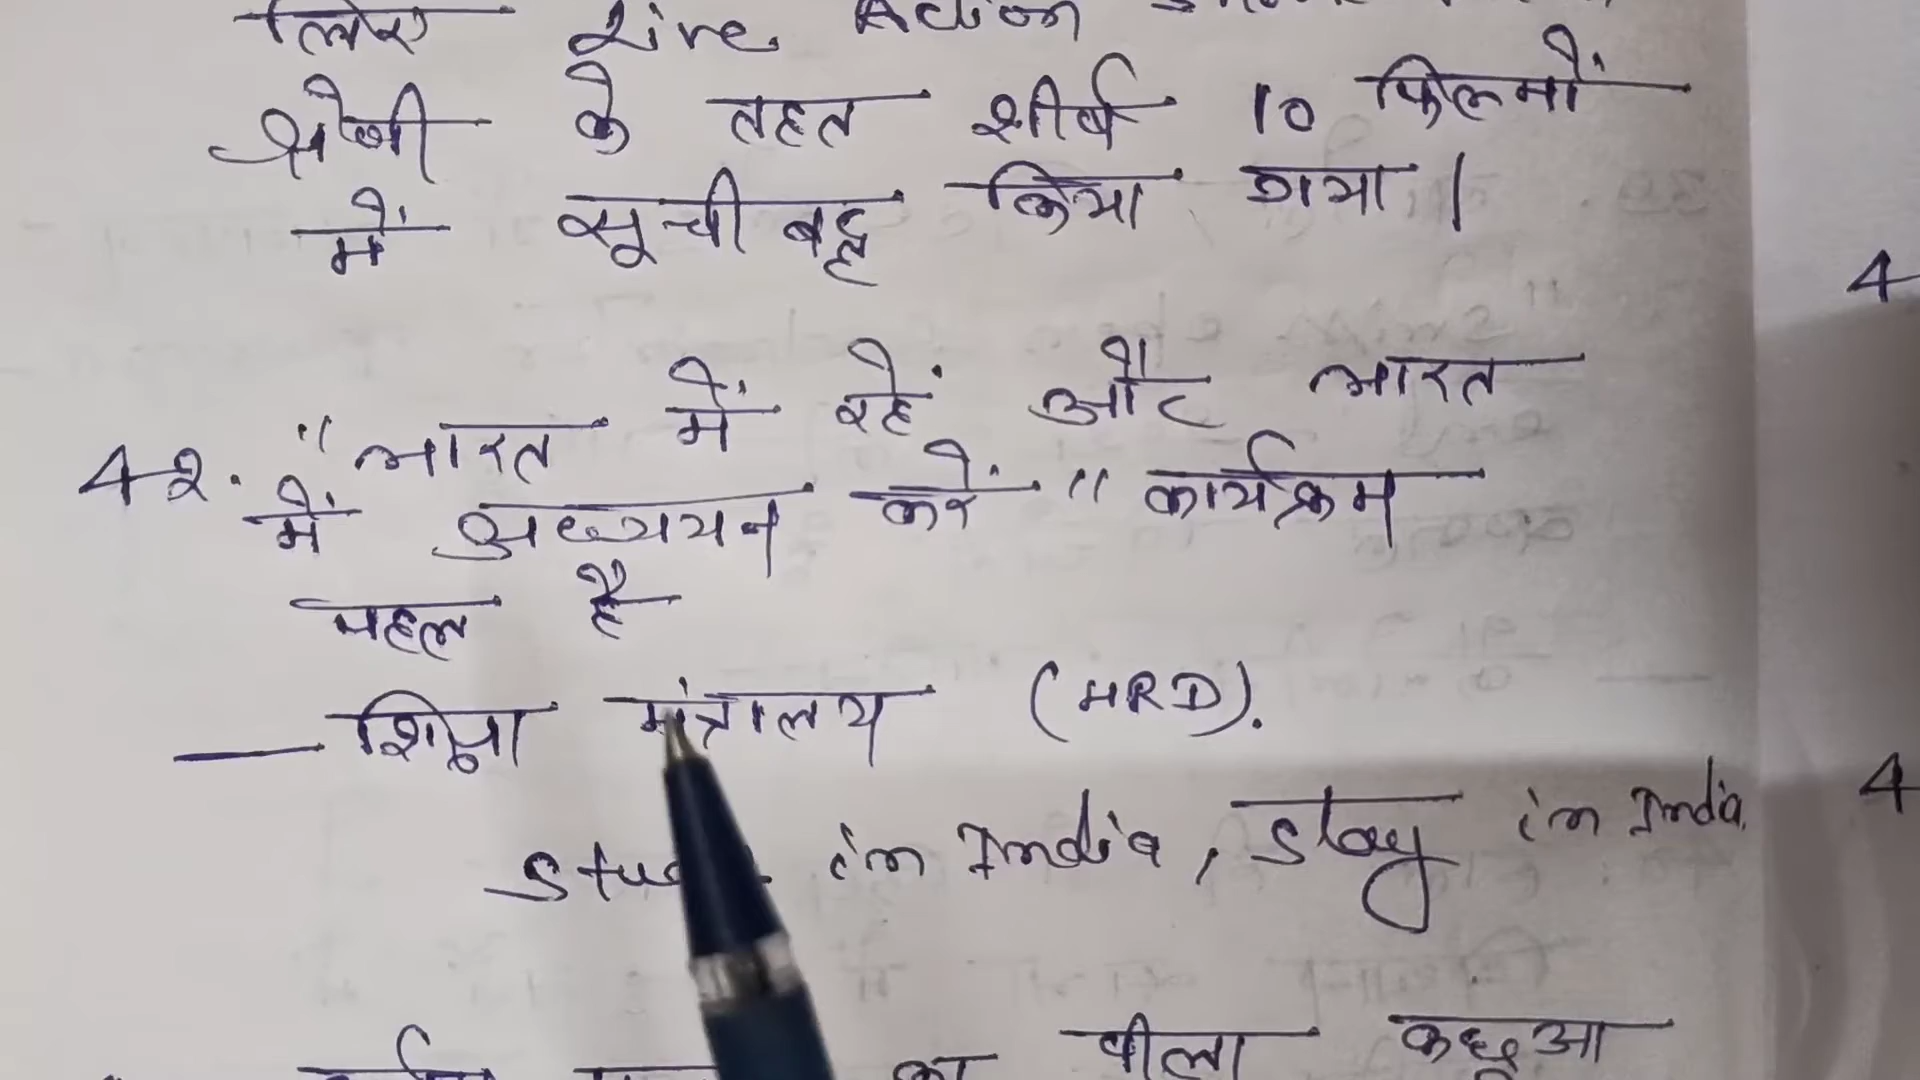 लिए Live Action
श्रेणी के तहत शीर्ष 10 फिल्मों
में सूचीबद्ध किया गया।
42. "भारत में रहें और भारत
में अध्ययन करें" कार्यक्रम
पहल है
— शिक्षा मंत्रालय (HRD).
in India, stay in India.
का पीला कछुआ
4
4